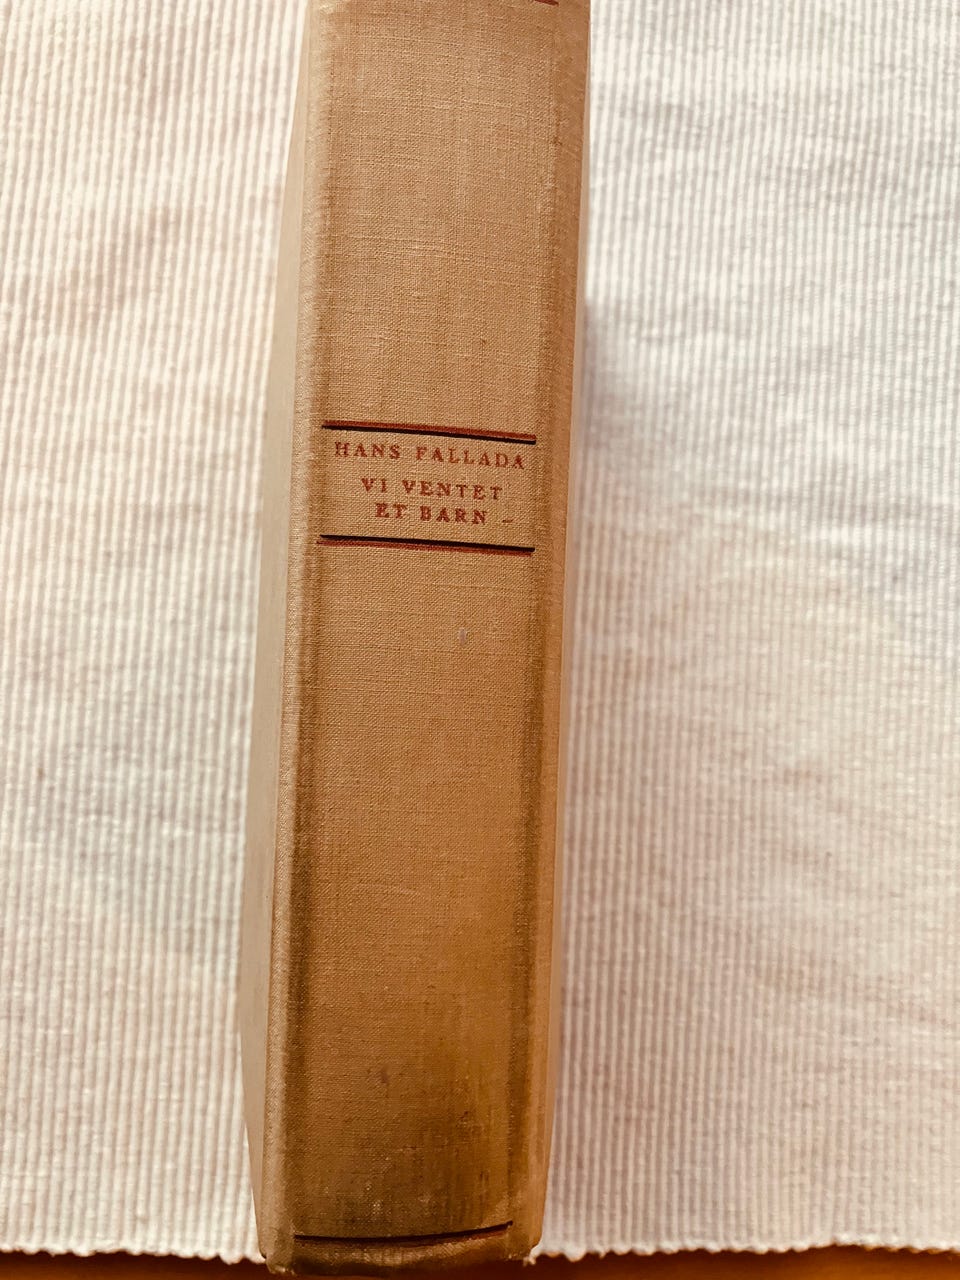 HANS FALLADA
VI VENTET
ET BARN –